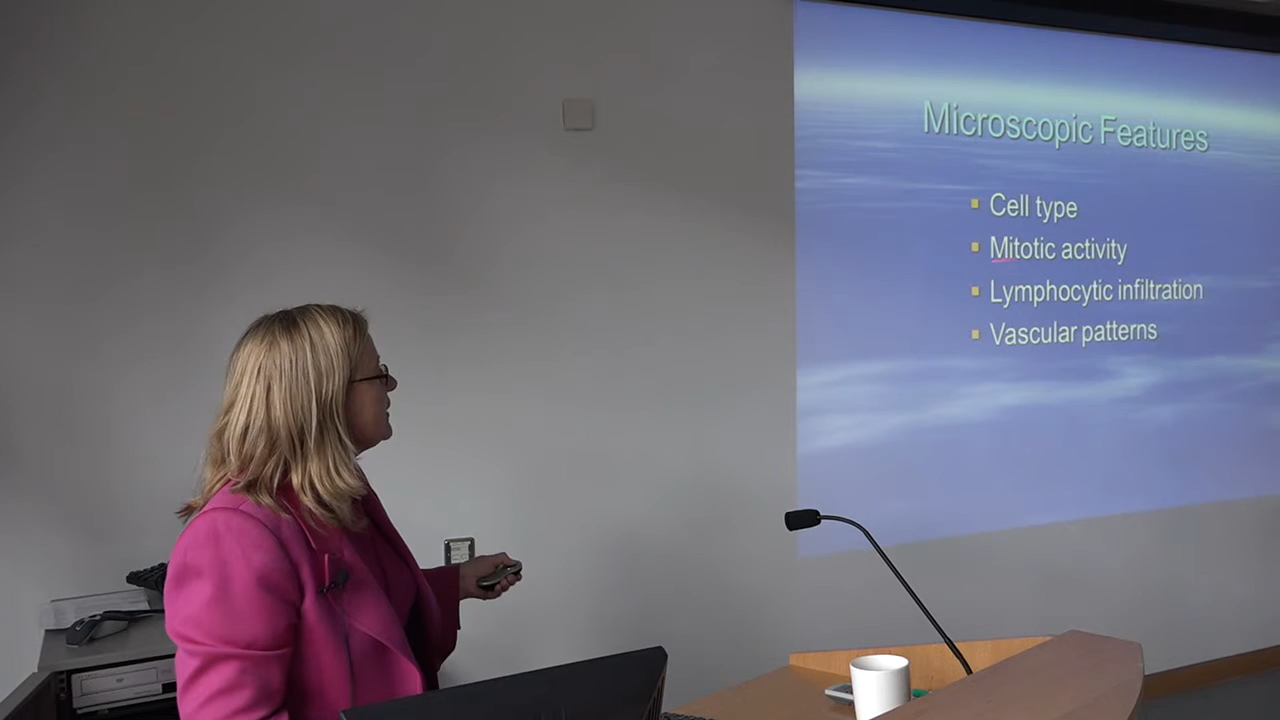 Microscopic Features
Cell type
Mitotic activity
Lymphocytic infiltration
Vascular patterns